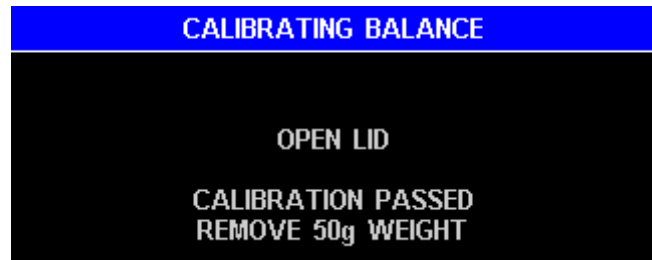 CALIBRATING BALANCE
OPEN LID
CALIBRATION PASSED
REMOVE 50g WEIGHT